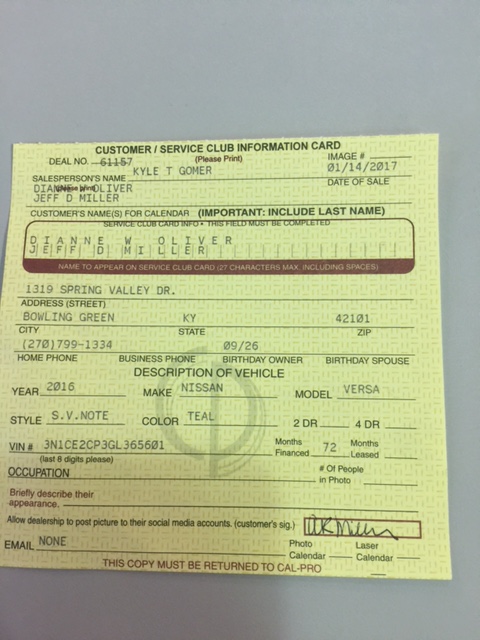 CUSTOMER / SERVICE CLUB INFORMATION CARD
DEAL NO. 61157 (Please Print) IMAGE #
KYLE T GOMER 01/14/2017
SALESPERSON'S NAME DATE OF SALE
(please print)
DIANNE W OLIVER
JEFF D MILLER
CUSTOMER'S NAME(S) FOR CALENDAR (IMPORTANT: INCLUDE LAST NAME)
SERVICE CLUB CARD INFO • THIS FIELD MUST BE COMPLETED
DIANNE W OLIVER
JEFF D MILLER
NAME TO APPEAR ON SERVICE CLUB CARD (27 CHARACTERS MAX. INCLUDING SPACES)
1319 SPRING VALLEY DR.
ADDRESS (STREET)
BOWLING GREEN KY 42101
CITY STATE ZIP
(270)799-1334 09/26
HOME PHONE BUSINESS PHONE BIRTHDAY OWNER BIRTHDAY SPOUSE
DESCRIPTION OF VEHICLE
YEAR 2016 MAKE NISSAN MODEL VERSA
STYLE S.V.NOTE COLOR TEAL 2 DR. 4 DR.
VIN # 3N1CE2CP3GL365601 Months Financed 72 Months Leased
(last 8 digits please)
OCCUPATION # Of People in Photo
Briefly describe their
appearance.
Allow dealership to post picture to their social media accounts. (customer's sig.)
EMAIL NONE Photo Calendar Laser Calendar
THIS COPY MUST BE RETURNED TO CAL-PRO